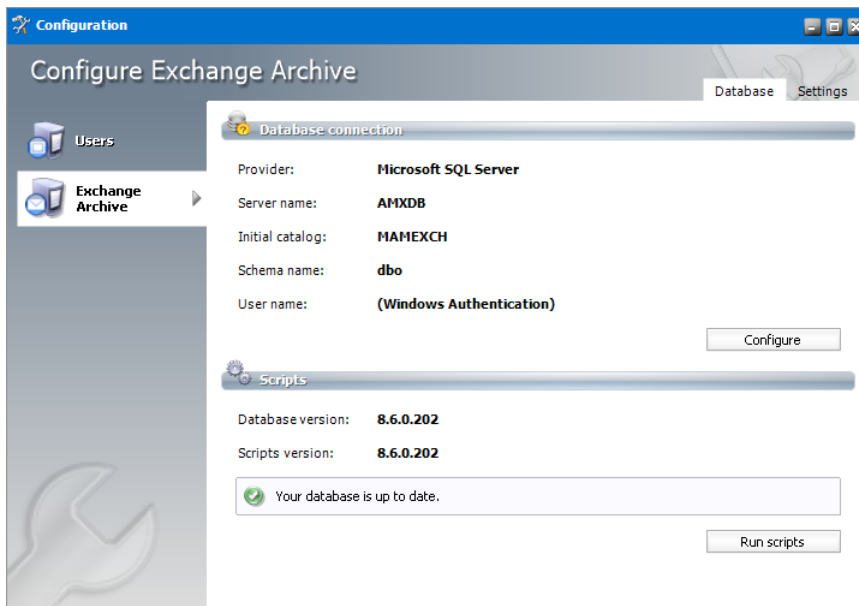 Configuration
Configure Exchange Archive
Database Settings
Users
Exchange
Archive
Database connection
Provider: Microsoft SQL Server
Server name: AMXDB
Initial catalog: MAMEXCH
Schema name: dbo
User name: (Windows Authentication)
Configure
Scripts
Database version: 8.6.0.202
Scripts version: 8.6.0.202
Your database is up to date.
Run scripts